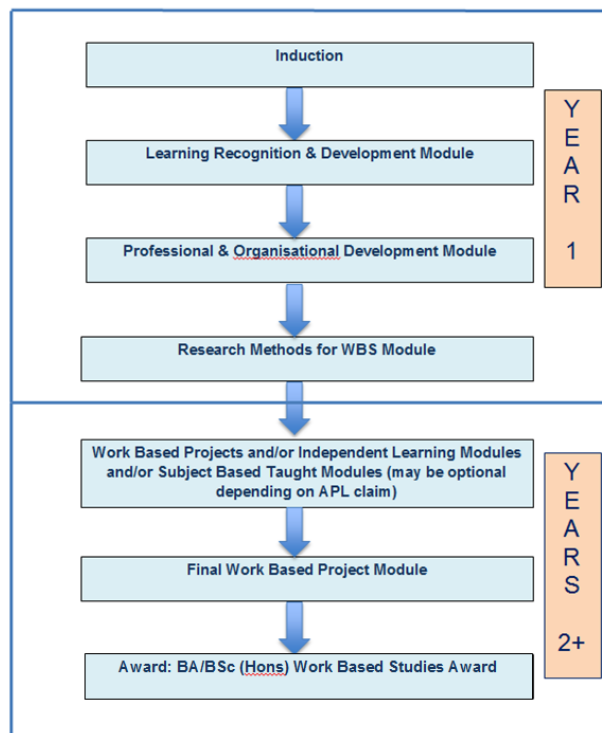 Induction
Learning Recognition & Development Module
Professional & Organisational Development Module
Research Methods for WBS Module
YEAR 1
Work Based Projects and/or Independent Learning Modules
and/or Subject Based Taught Modules (may be optional
depending on APL claim)
Final Work Based Project Module
Award: BA/BSc (Hons) Work Based Studies Award
YEARS 2+